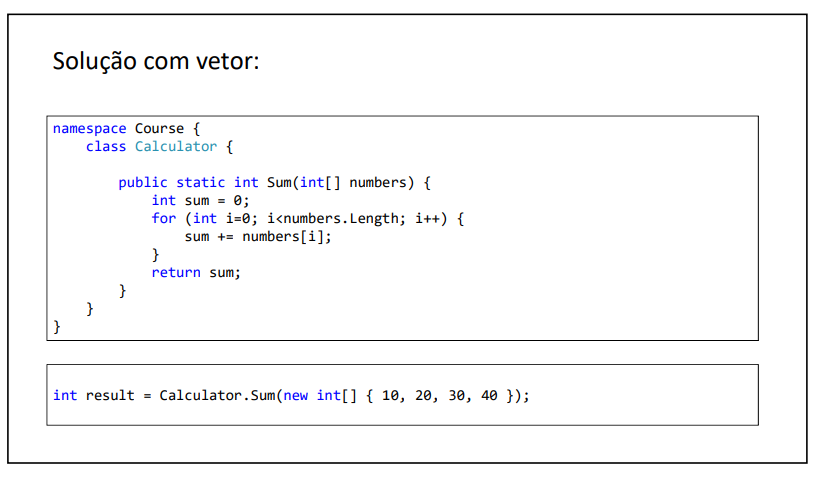 Solução com vetor:
namespace Course {
    class Calculator {
        public static int Sum(int[] numbers) {
            int sum = 0;
            for (int i=0; i<numbers.Length; i++) {
                sum += numbers[i];
            }
            return sum;
        }
    }
}
int result = Calculator.Sum(new int[] { 10, 20, 30, 40 });